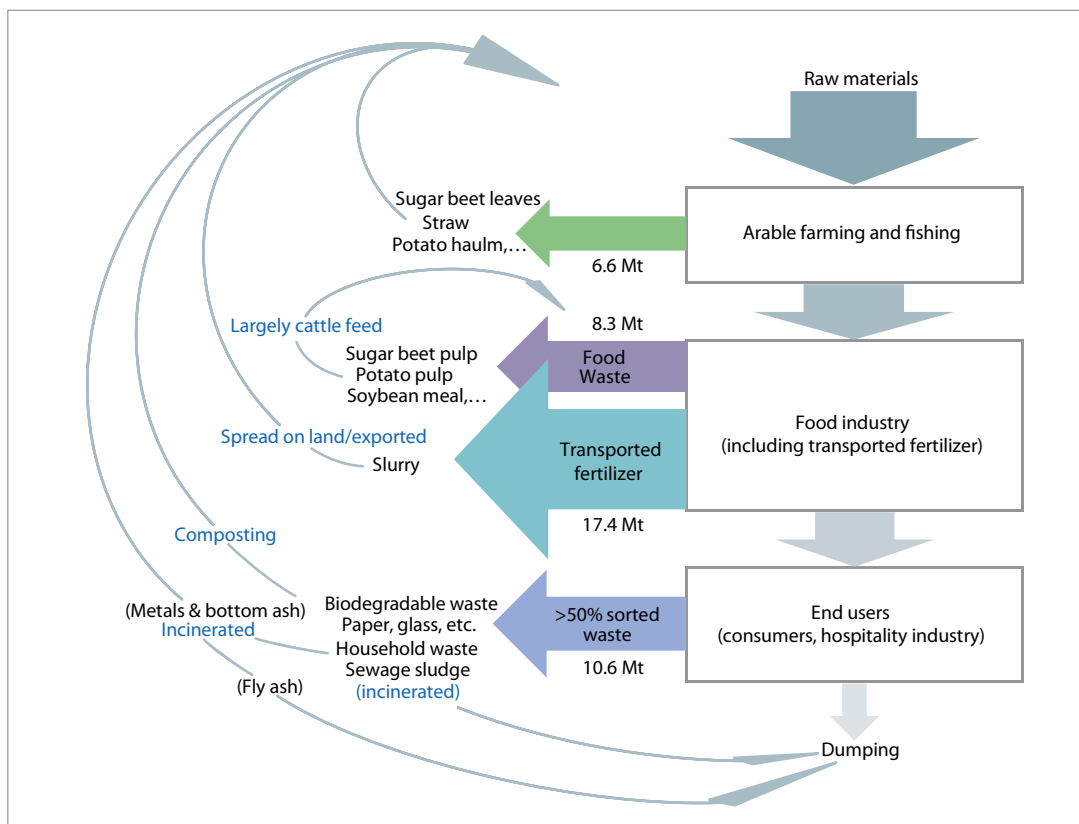 Raw materials
Sugar beet leaves
Straw
Potato haulm,...
6.6 Mt
Arable farming and fishing
Largely cattle feed
8.3 Mt
Sugar beet pulp
Potato pulp
Soybean meal,...
Food
Waste
Food industry
(including transported fertilizer)
Spread on land/exported
Slurry
Transported
fertilizer
17.4 Mt
Composting
(Metals & bottom ash)
Incinerated
Biodegradable waste
Paper, glass, etc.
Household waste
Sewage sludge
(incinerated)
>50% sorted
waste
10.6 Mt
End users
(consumers, hospitality industry)
(Fly ash)
Dumping